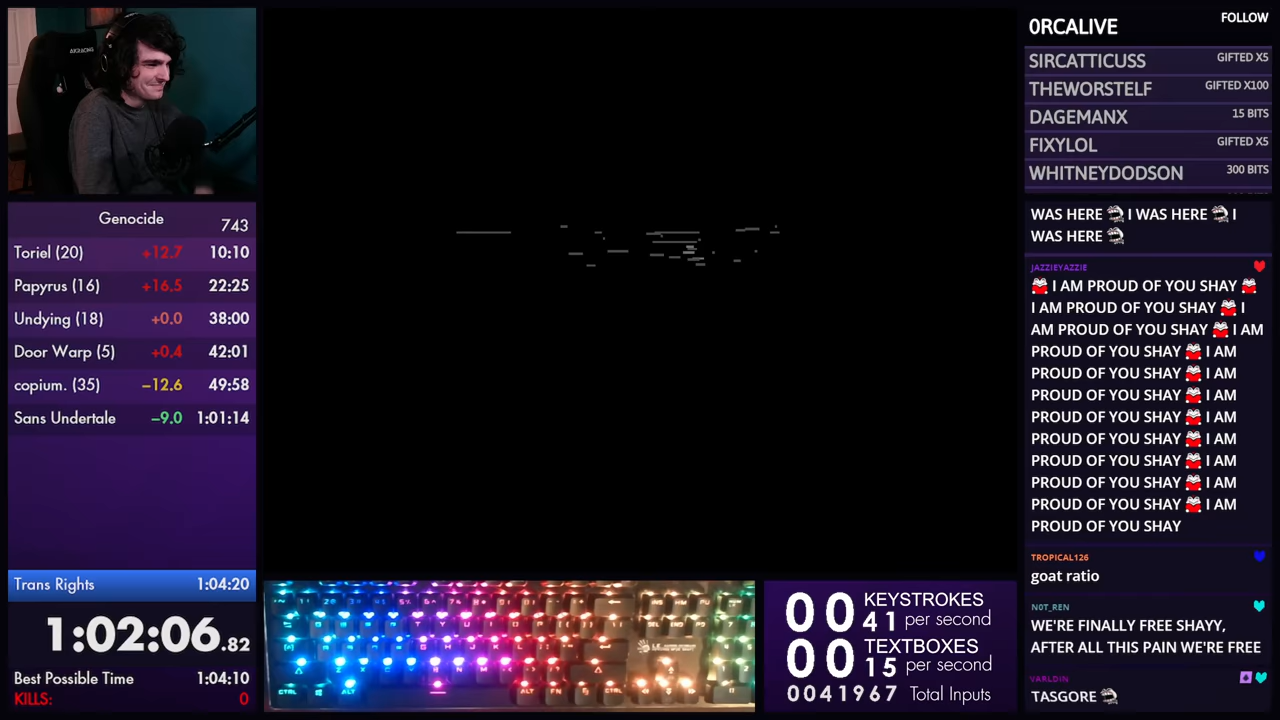 AKRACING
Genocide 743
Toriel (20) +12.7 10:10
Papyrus (16) +16.5 22:25
Undying (18) +0.0 38:00
Door Warp (5) +0.4 42:01
copium. (35) −12.6 49:58
Sans Undertale −9.0 1:01:14
Trans Rights 1:04:20
1:02:06.82
Best Possible Time 1:04:10
KILLS: 0
CTRL ALT ALT CTRL
00 41 KEYSTROKES per second
00 15 TEXTBOXES per second
0041967 Total Inputs
0RCALIVE FOLLOW
SIRCATTICUSS GIFTED X5
THEWORSTELF GIFTED X100
DAGEMANX 15 BITS
FIXYLOL GIFTED X5
WHITNEYDODSON 300 BITS
WAS HERE I WAS HERE I
WAS HERE
JAZZIEYAZZIE
I AM PROUD OF YOU SHAY
I AM PROUD OF YOU SHAY I
AM PROUD OF YOU SHAY I AM
PROUD OF YOU SHAY I AM
PROUD OF YOU SHAY I AM
PROUD OF YOU SHAY I AM
PROUD OF YOU SHAY I AM
PROUD OF YOU SHAY I AM
PROUD OF YOU SHAY I AM
PROUD OF YOU SHAY I AM
PROUD OF YOU SHAY I AM
PROUD OF YOU SHAY
TROPICAL126
goat ratio
N0T_REN
WE'RE FINALLY FREE SHAYY,
AFTER ALL THIS PAIN WE'RE FREE
VARLDIN
TASGORE